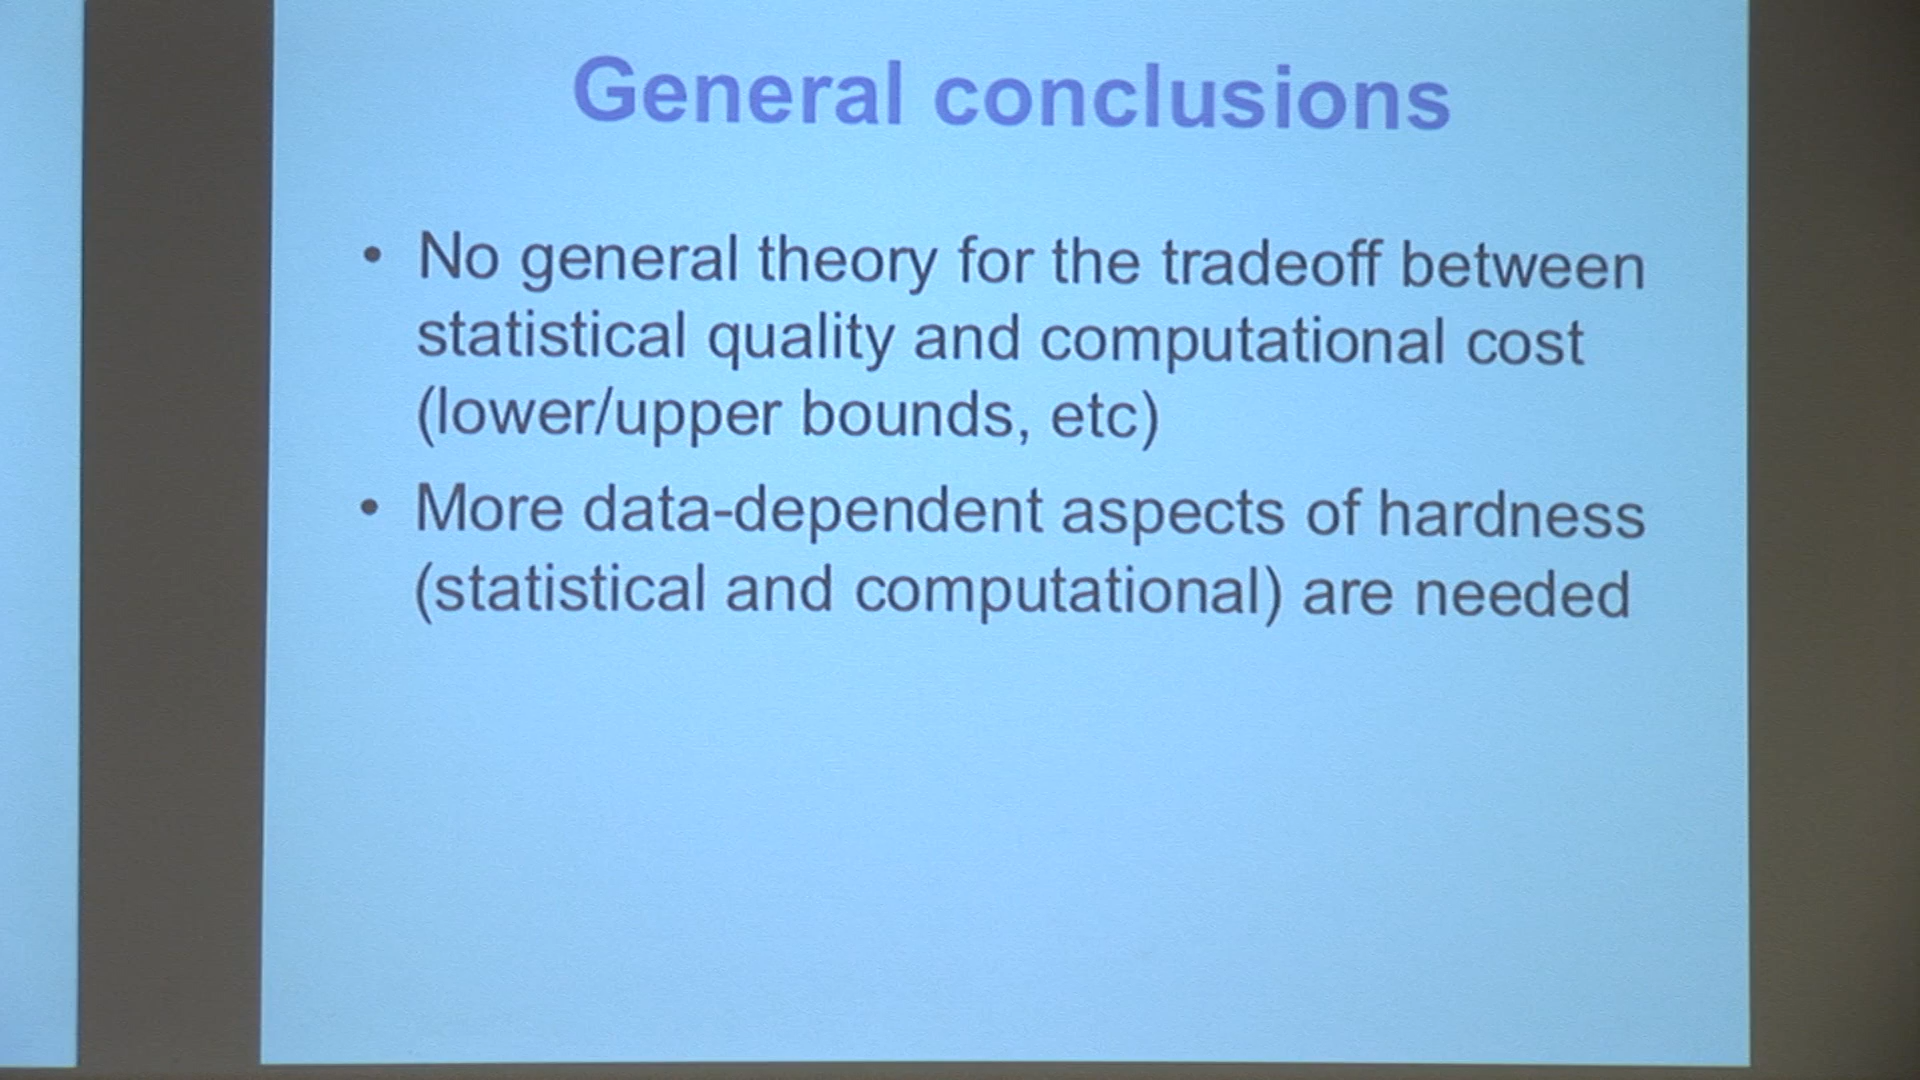 General conclusions
• No general theory for the tradeoff between
statistical quality and computational cost
(lower/upper bounds, etc)
• More data-dependent aspects of hardness
(statistical and computational) are needed